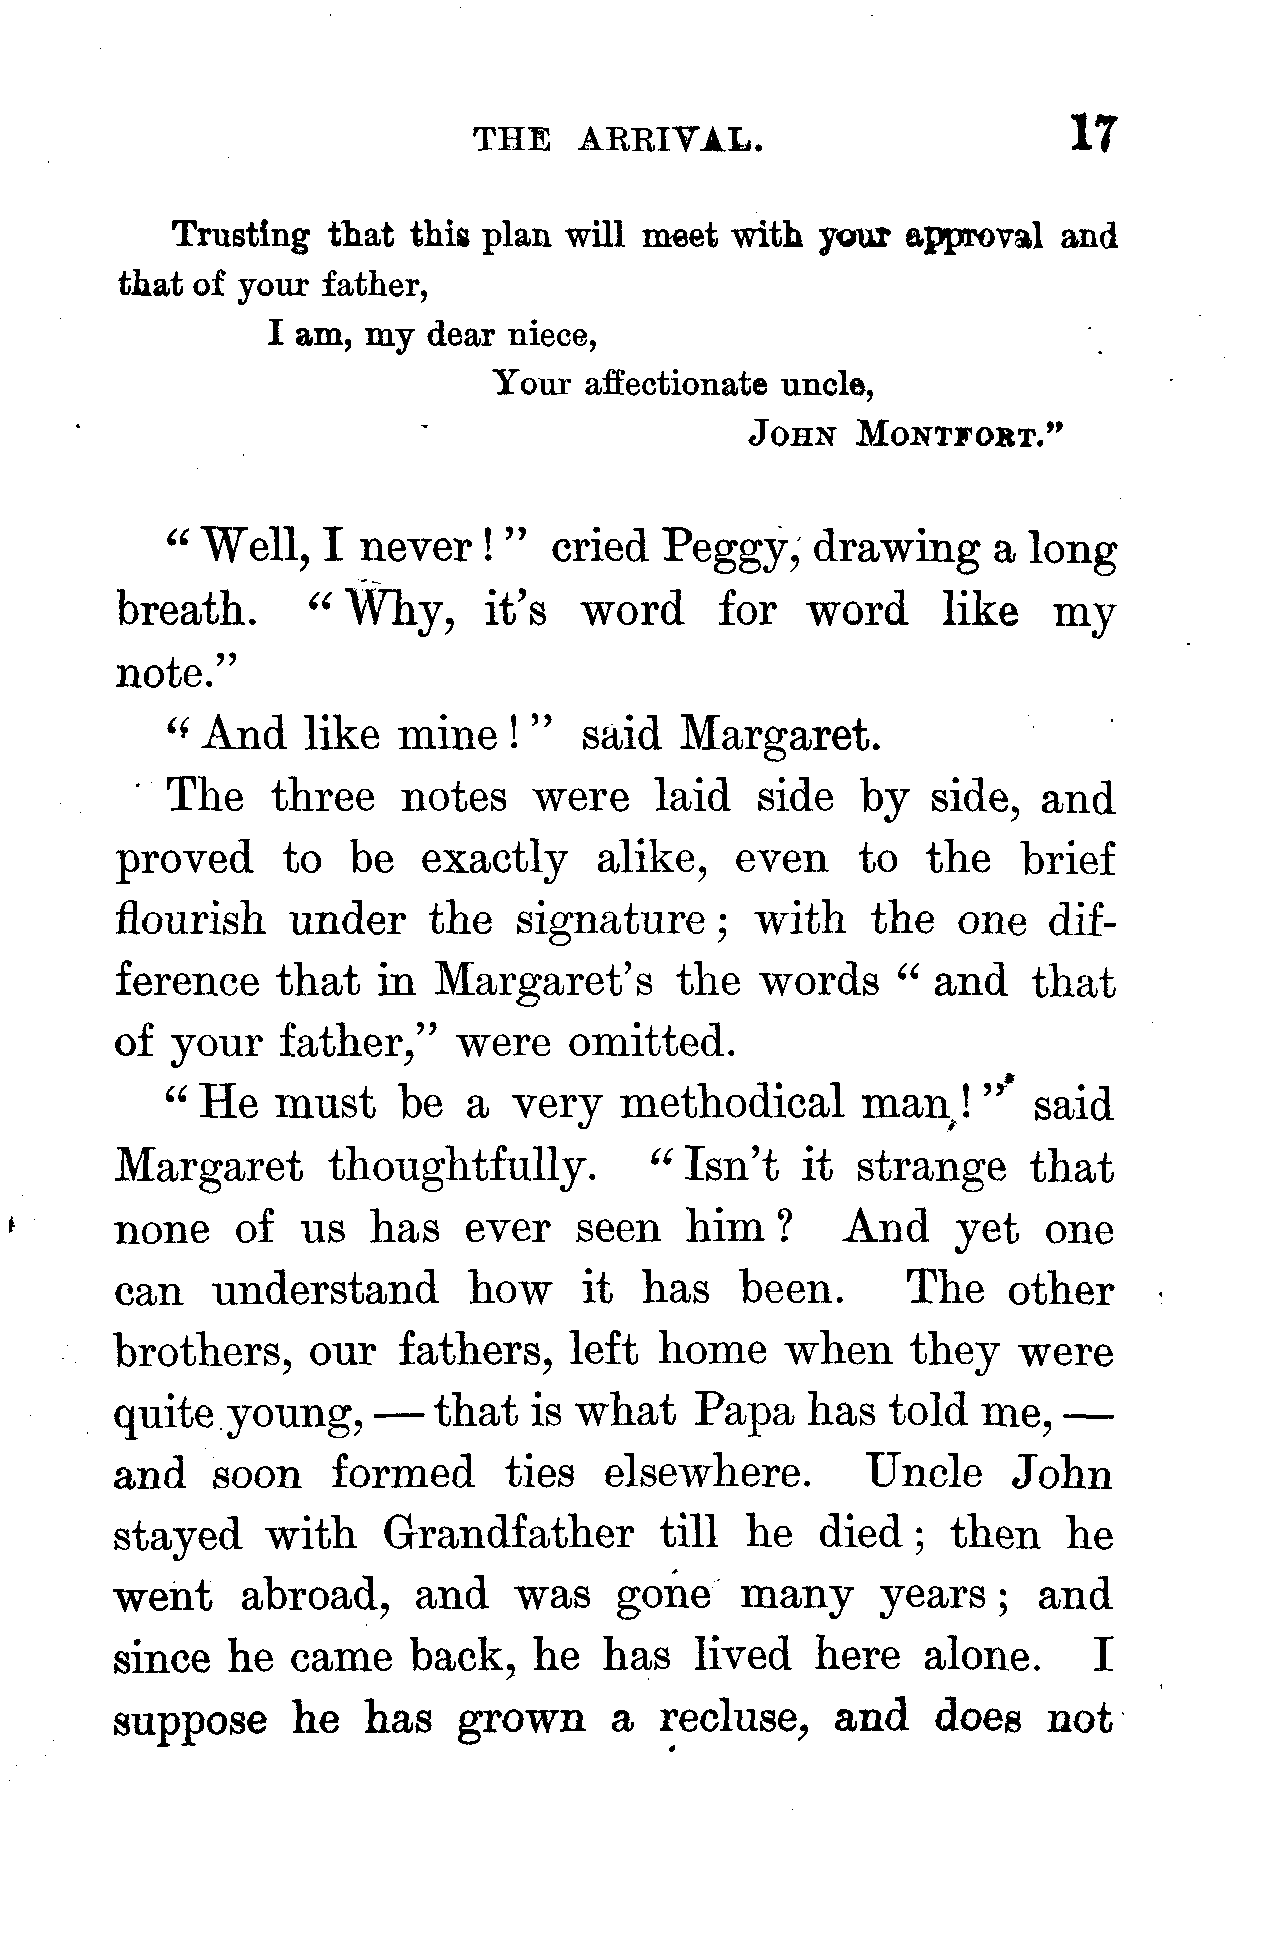 THE ARRIVAL. 17
Trusting that this plan will meet with your approval and
that of your father,
I am, my dear niece,
Your affectionate uncle,
JOHN MONTFORT."
"Well, I never!" cried Peggy, drawing a long
breath. "Why, it's word for word like my
note."
"And like mine!" said Margaret.
The three notes were laid side by side, and
proved to be exactly alike, even to the brief
flourish under the signature; with the one dif-
ference that in Margaret's the words "and that
of your father," were omitted.
"He must be a very methodical man!" said
Margaret thoughtfully. "Isn't it strange that
none of us has ever seen him? And yet one
can understand how it has been. The other
brothers, our fathers, left home when they were
quite young, — that is what Papa has told me, —
and soon formed ties elsewhere. Uncle John
stayed with Grandfather till he died; then he
went abroad, and was gone many years; and
since he came back, he has lived here alone. I
suppose he has grown a recluse, and does not